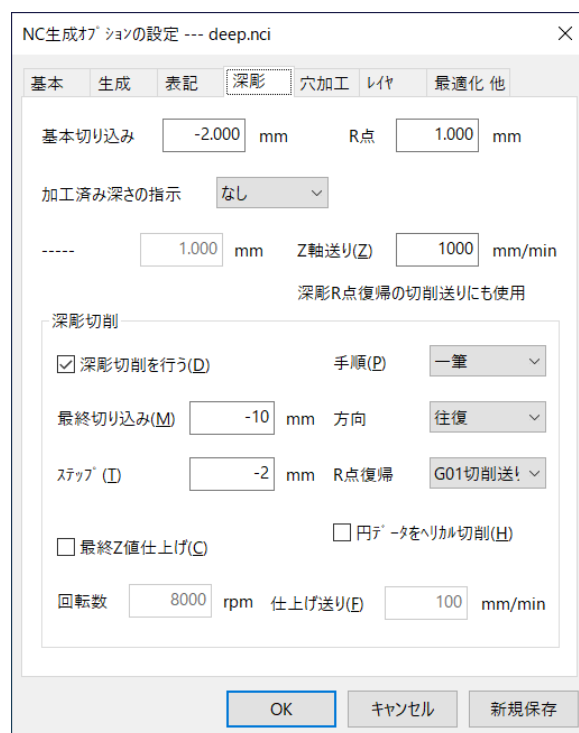 NC生成ｵﾌﾟｼｮﾝの設定 --- deep.nci
基本 生成 表記 深彫 穴加工 ﾚｲﾔ 最適化 他
基本切り込み -2.000 mm R点 1.000 mm
加工済み深さの指示 なし
----- 1.000 mm Z軸送り(Z) 1000 mm/min
深彫R点復帰の切削送りにも使用
深彫切削
深彫切削を行う(D) 手順(P) 一筆
最終切り込み(M) -10 mm 方向 往復
ｽﾃｯﾌﾟ(T) -2 mm R点復帰 G01切削送り
円ﾃﾞｰﾀをﾍﾘｶﾙ切削(H)
最終Z値仕上げ(C)
回転数 8000 rpm 仕上げ送り(F) 100 mm/min
OK キャンセル 新規保存